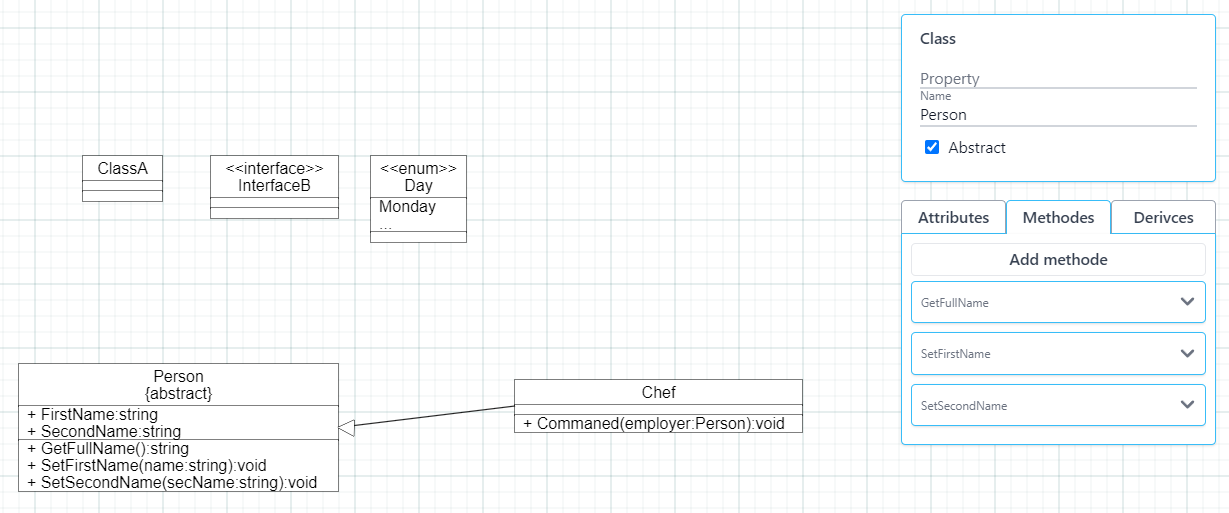 ClassA
<<interface>>
InterfaceB
<<enum>>
Day
Monday
...
Person
{abstract}
+ FirstName:string
+ SecondName:string
+ GetFullName():string
+ SetFirstName(name:string):void
+ SetSecondName(secName:string):void
Chef
+ Commaned(employer:Person):void
Class
Property
Name
Person
Abstract
Attributes Methodes Derivces
Add methode
GetFullName
SetFirstName
SetSecondName